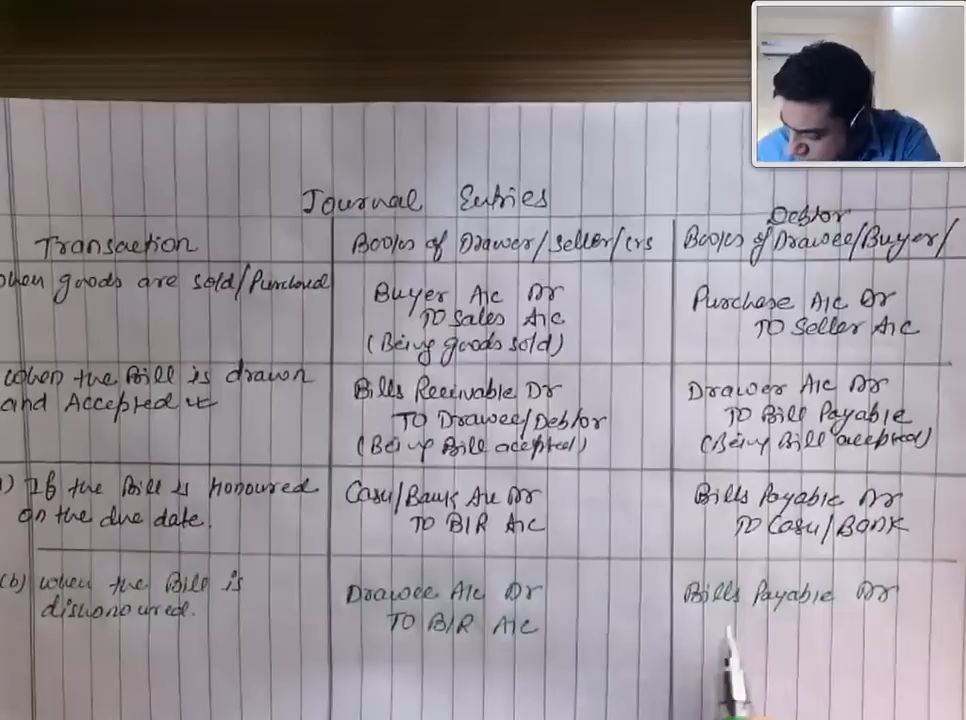 Journal Entries
Transaction
Books of Drawer/Seller/Crs
Debtor
Books of Drawee/Buyer/
when goods are sold/Purchased
Buyer A/c Dr
TO Sales A/c
(Being goods sold)
Purchase A/c Dr
TO Seller A/c
when the Bill is drawn
and Accepted it
Bills Receivable Dr
TO Drawee/Debtor
(Being Bill accepted)
Drawer A/c Dr
TO Bill Payable
(Being Bill accepted)
) If the Bill is honoured
on the due date.
Cash/Bank A/c Dr
TO B/R A/c
Bills Payable Dr
TO Cash/BANK
(b) when the Bill is
dishonoured.
Drawee A/c Dr
TO B/R A/c
Bills Payable Dr